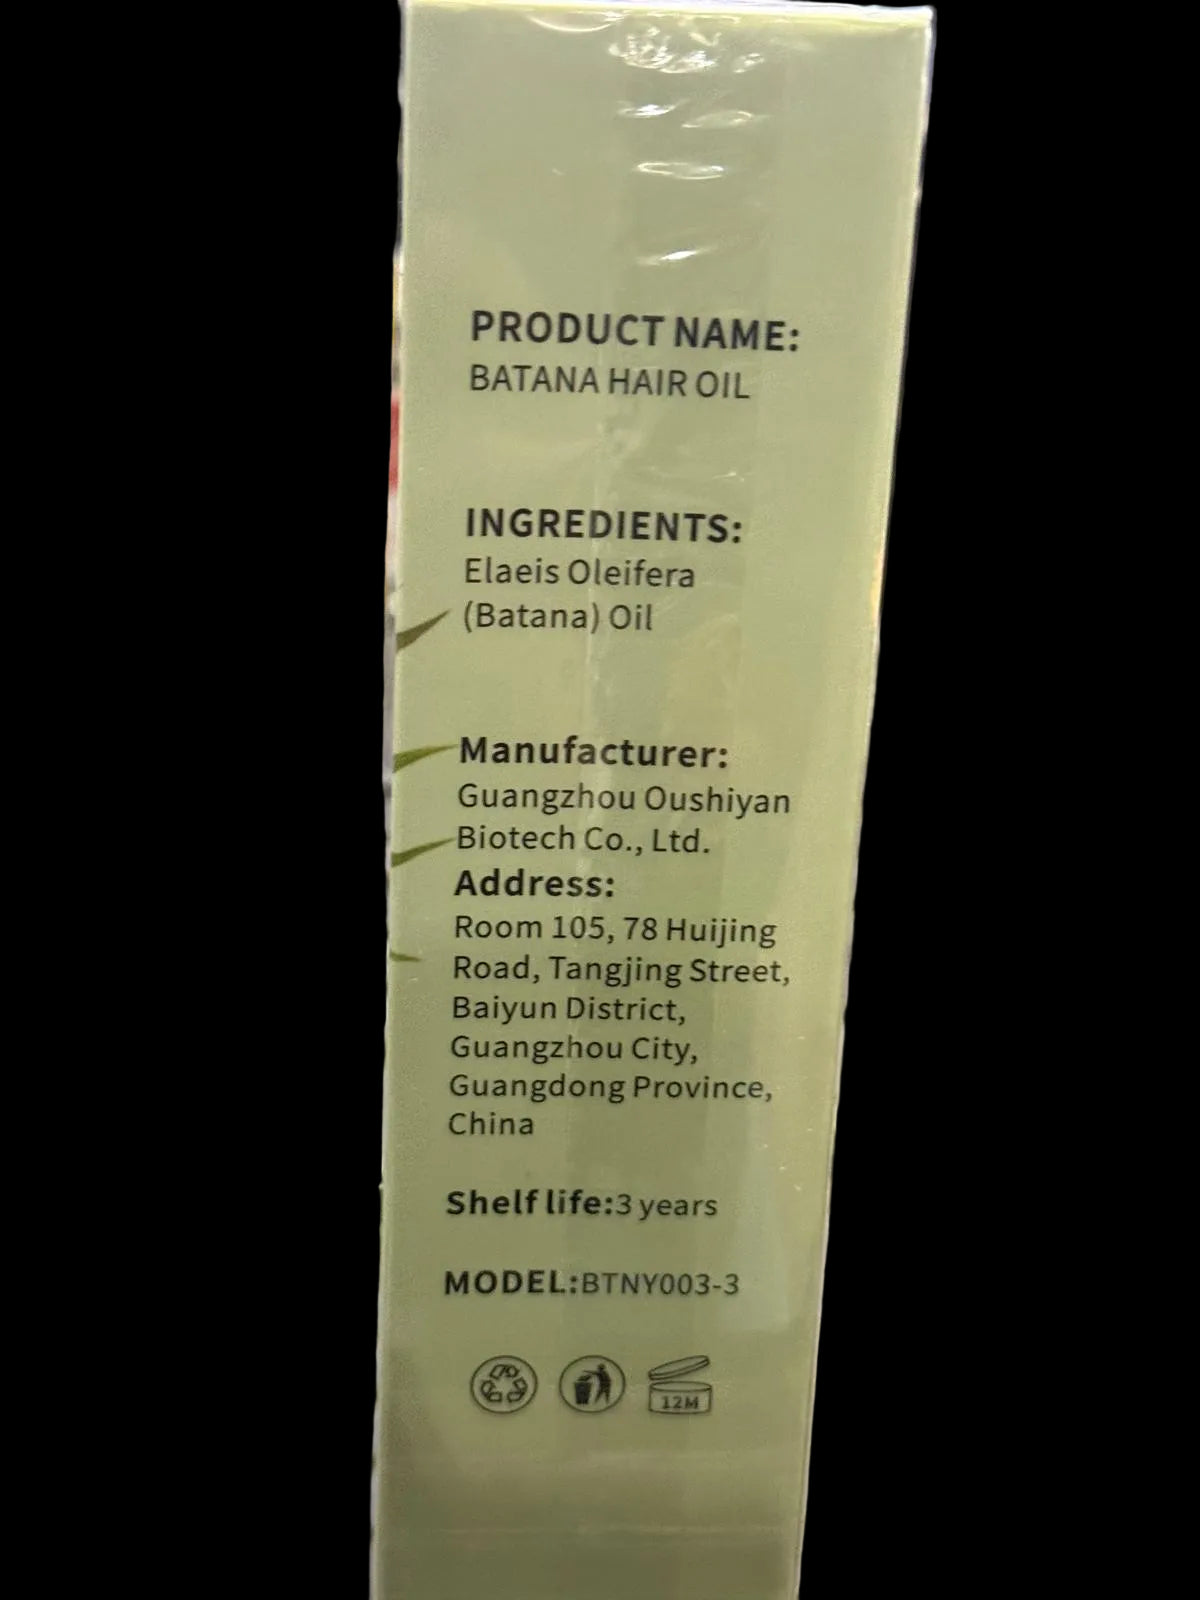 PRODUCT NAME:
BATANA HAIR OIL
INGREDIENTS:
Elaeis Oleifera
(Batana) Oil
Manufacturer:
Guangzhou Oushiyan
Biotech Co., Ltd.
Address:
Room 105, 78 Huijing
Road, Tangjing Street,
Baiyun District,
Guangzhou City,
Guangdong Province,
China
Shelf life:3 years
MODEL:BTNY003-3
12M